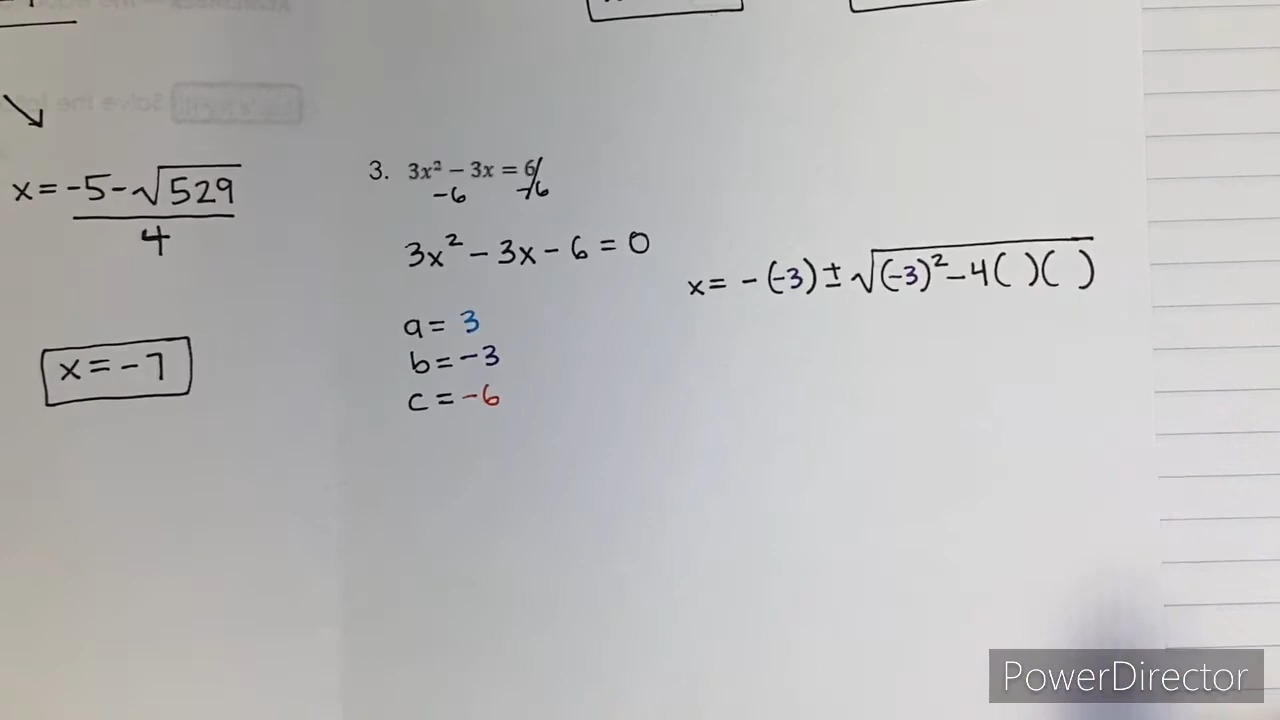 x = -5 - √529
4
x = -7
3. 3x² - 3x = 6
-6 -6
3x² - 3x - 6 = 0
a = 3
b = -3
c = -6
x = -(-3) ± √(-3)² - 4( )( )
PowerDirector